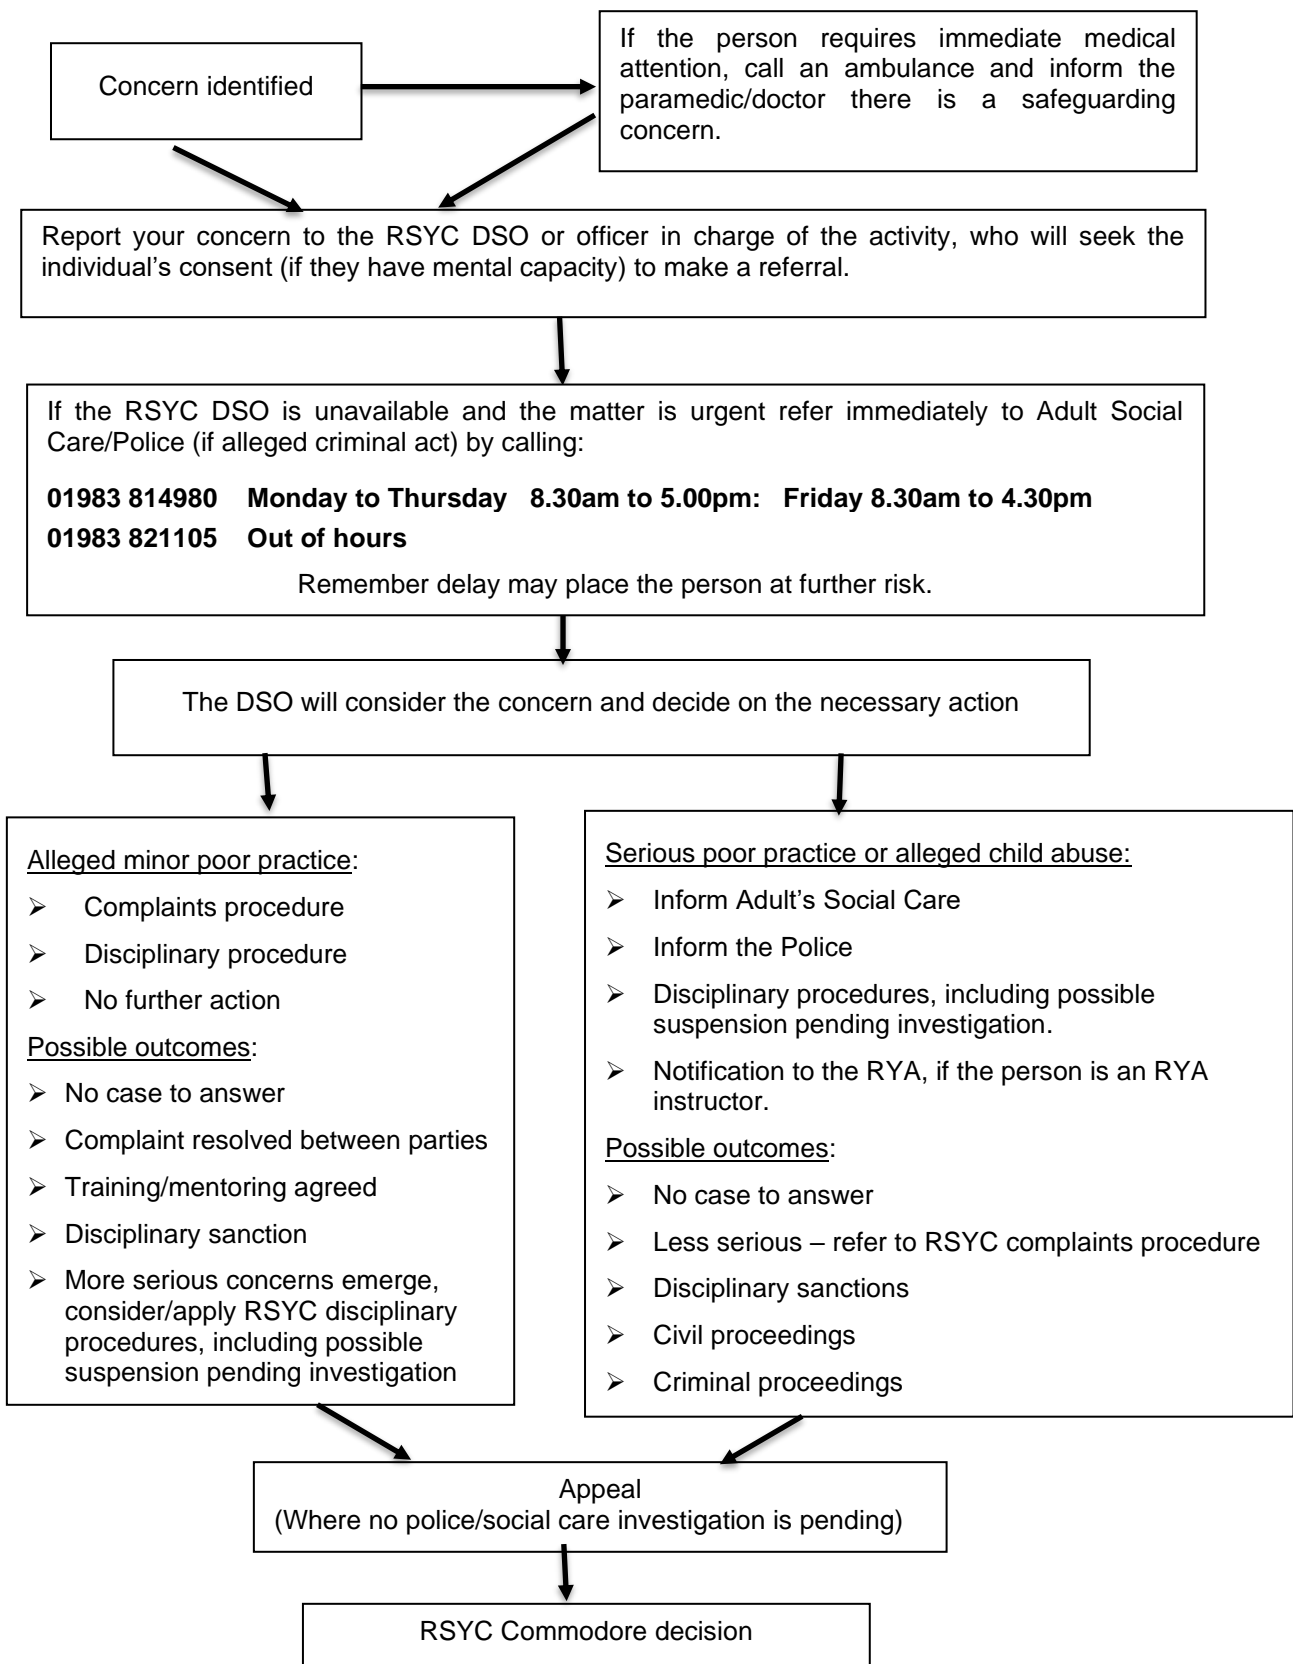 Concern identified
If the person requires immediate medical
attention, call an ambulance and inform the
paramedic/doctor there is a safeguarding
concern.
Report your concern to the RSYC DSO or officer in charge of the activity, who will seek the
individual’s consent (if they have mental capacity) to make a referral.
If the RSYC DSO is unavailable and the matter is urgent refer immediately to Adult Social
Care/Police (if alleged criminal act) by calling:
01983 814980 Monday to Thursday 8.30am to 5.00pm: Friday 8.30am to 4.30pm
01983 821105 Out of hours
Remember delay may place the person at further risk.
The DSO will consider the concern and decide on the necessary action
Alleged minor poor practice:
➢ Complaints procedure
➢ Disciplinary procedure
➢ No further action
Possible outcomes:
➢ No case to answer
➢ Complaint resolved between parties
➢ Training/mentoring agreed
➢ Disciplinary sanction
➢ More serious concerns emerge,
consider/apply RSYC disciplinary
procedures, including possible
suspension pending investigation
Serious poor practice or alleged child abuse:
➢ Inform Adult’s Social Care
➢ Inform the Police
➢ Disciplinary procedures, including possible
suspension pending investigation.
➢ Notification to the RYA, if the person is an RYA
instructor.
Possible outcomes:
➢ No case to answer
➢ Less serious – refer to RSYC complaints procedure
➢ Disciplinary sanctions
➢ Civil proceedings
➢ Criminal proceedings
Appeal
(Where no police/social care investigation is pending)
RSYC Commodore decision